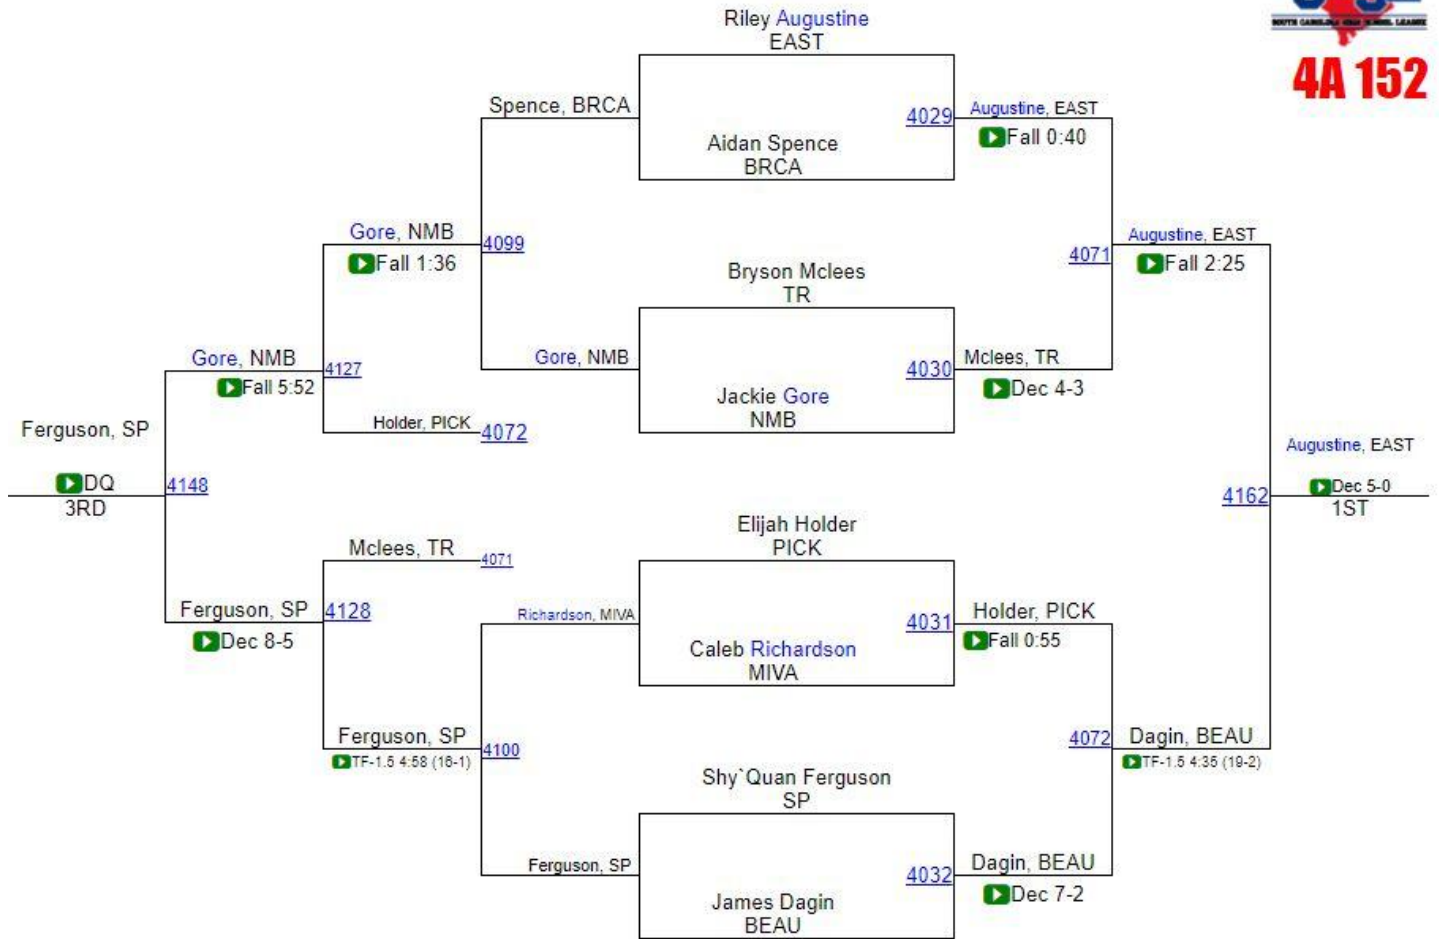 SOUTH CAROLINA HIGH SCHOOL LEAGUE
4A 152
Riley Augustine
EAST
Spence, BRCA
4029
Augustine, EAST
Fall 0:40
Aidan Spence
BRCA
Gore, NMB
Fall 1:36
4099
4071
Augustine, EAST
Fall 2:25
Bryson Mclees
TR
Gore, NMB
Fall 5:52
4127
Gore, NMB
4030
Mclees, TR
Dec 4-3
Jackie Gore
NMB
Holder, PICK
4072
Ferguson, SP
DQ
3RD
4148
4162
Augustine, EAST
Dec 5-0
1ST
Elijah Holder
PICK
Mclees, TR
4071
Ferguson, SP
Dec 8-5
4128
Richardson, MIVA
4031
Holder, PICK
Fall 0:55
Caleb Richardson
MIVA
Ferguson, SP
TF-1.5 4:58 (16-1)
4100
4072
Dagin, BEAU
TF-1.5 4:35 (19-2)
Shy`Quan Ferguson
SP
Ferguson, SP
4032
Dagin, BEAU
Dec 7-2
James Dagin
BEAU